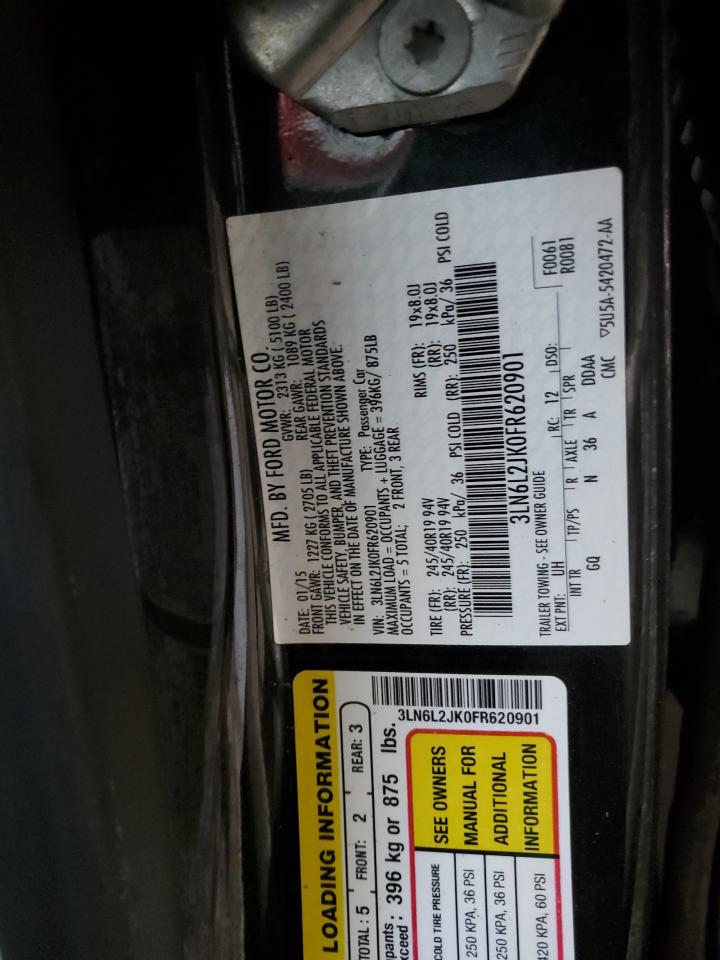 MFD. BY FORD MOTOR CO.
DATE: 01/15 GVWR: 2313 KG ( 5100 LB)
FRONT GAWR: 1227 KG ( 2705 LB) REAR GAWR: 1089 KG ( 2400 LB)
THIS VEHICLE CONFORMS TO ALL APPLICABLE FEDERAL MOTOR
VEHICLE SAFETY, BUMPER, AND THEFT PREVENTION STANDARDS
IN EFFECT ON THE DATE OF MANUFACTURE SHOWN ABOVE.
VIN: 3LN6L2JK0FR620901 TYPE: Passenger Car
MAXIMUM LOAD = OCCUPANTS + LUGGAGE = 396KG/ 875LB
OCCUPANTS = 5 TOTAL; 2 FRONT, 3 REAR
TIRE (FR): 245/40R19 94V RIMS (FR): 19x8.0J
(RR): 245/40R19 94V (RR): 19x8.0J
PRESSURE (FR): 250 kPa/ 36 PSI COLD (RR): 250 kPa/ 36 PSI COLD
3LN6L2JK0FR620901
TRAILER TOWING - SEE OWNER GUIDE
EXT PNT: UH RC: 12 DSO: F0061
R0081
INT TR TP/PS R AXLE TR SPR
GQ N 36 A DDAA
CMC 5U5A-5420472-AA
LOADING INFORMATION
TOTAL: 5 FRONT: 2 REAR: 3
pants
xceed : 396 kg or 875 lbs.
3LN6L2JK0FR620901
COLD TIRE PRESSURE
250 KPA, 36 PSI
250 KPA, 36 PSI
420 KPA, 60 PSI
SEE OWNERS
MANUAL FOR
ADDITIONAL
INFORMATION